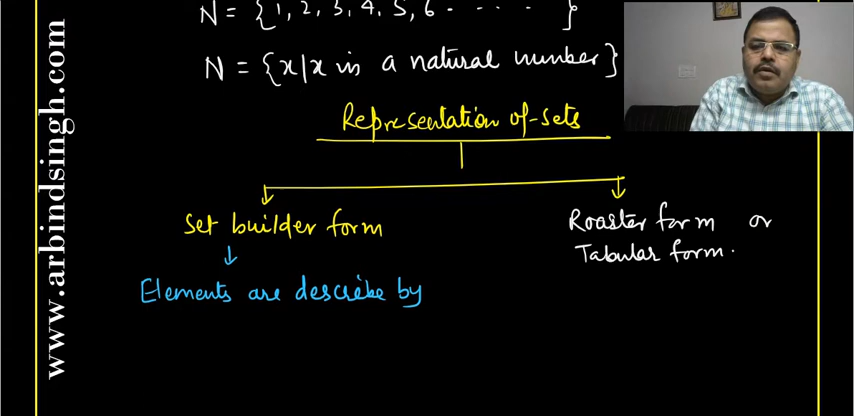 N = {1, 2, 3, 4, 5, 6 - - - - - }
N = {x/x is a natural number}
Representation of sets
Set builder form
Roaster form or
Tabular form.
Elements are describe by
www.arbindsingh.com